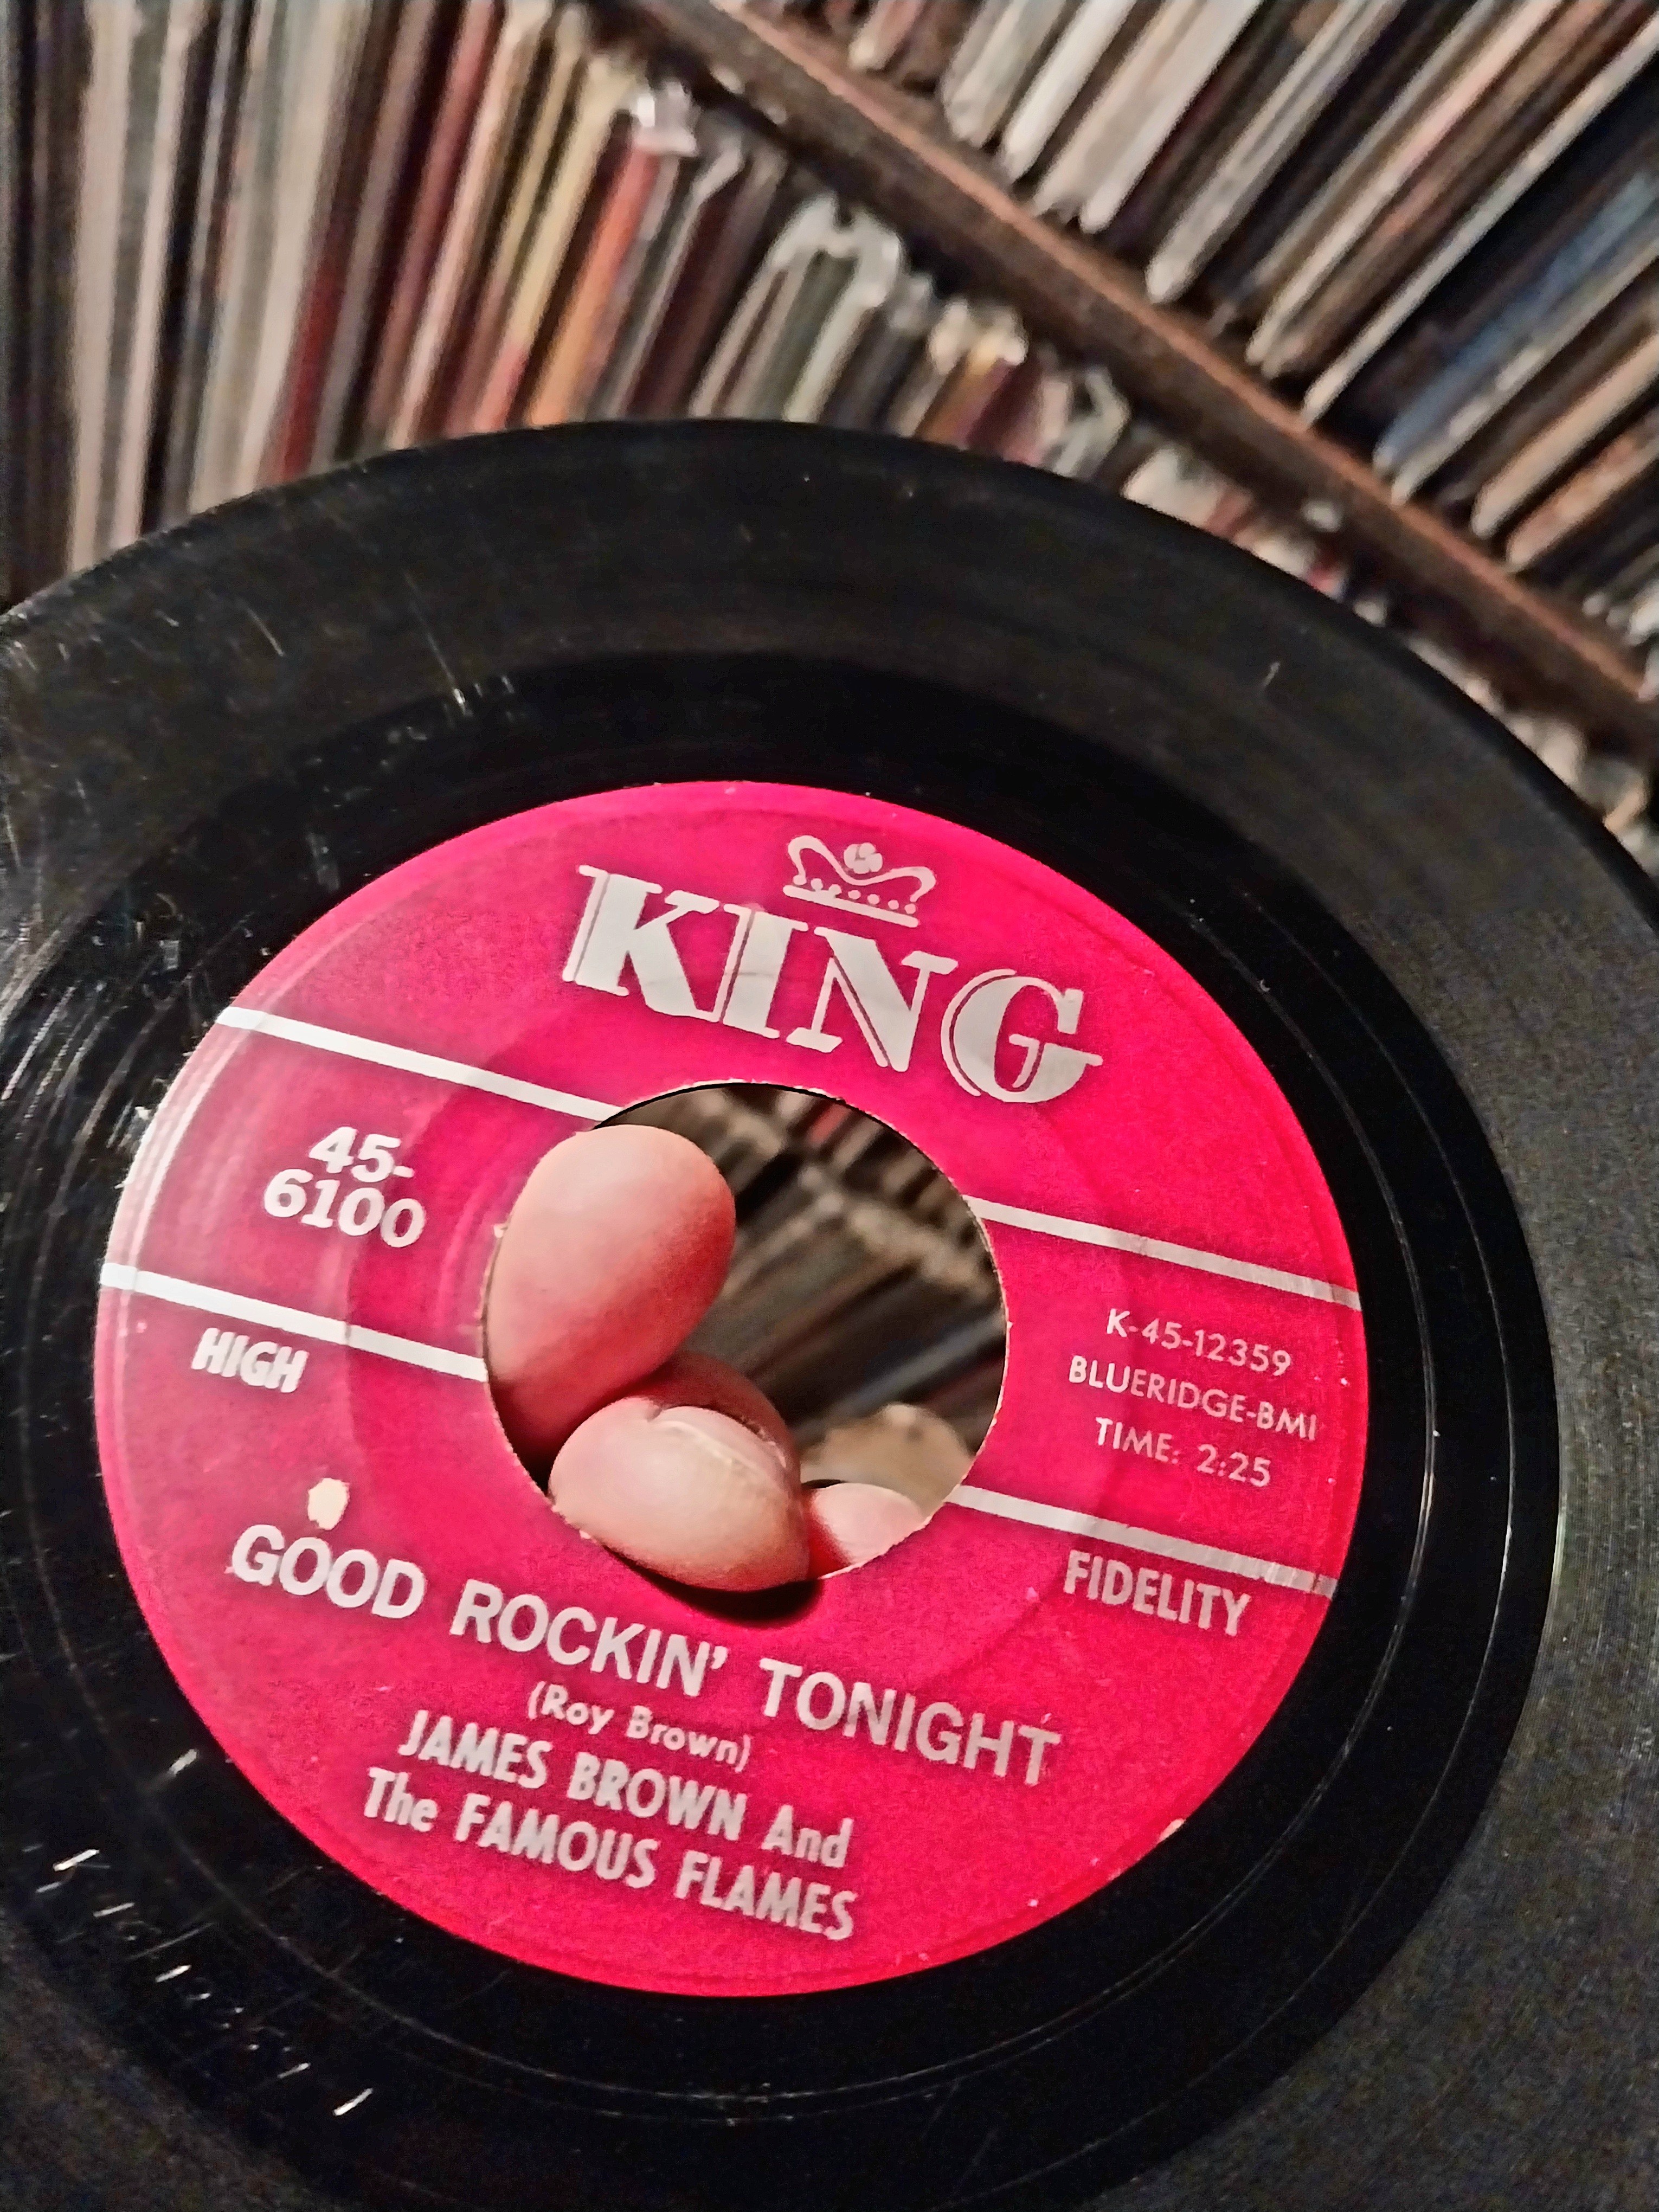 KING
45-
6100
K-45-12359
BLUERIDGE-BMI
TIME: 2:25
HIGH
FIDELITY
GOOD ROCKIN' TONIGHT
(Roy Brown)
JAMES BROWN And
The FAMOUS FLAMES